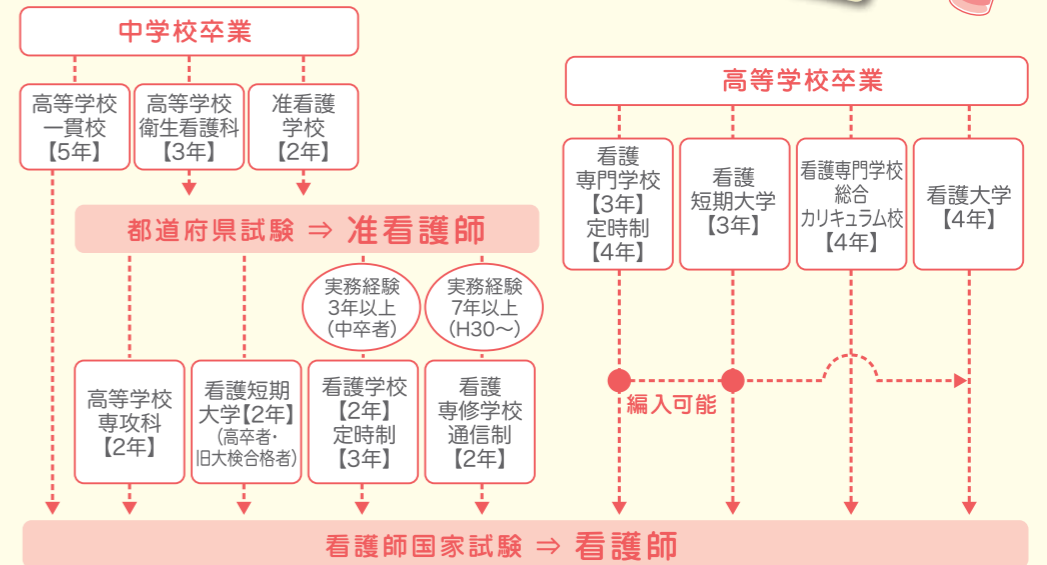 中学校卒業
高等学校
一貫校
【5年】
高等学校
衛生看護科
【3年】
准看護
学校
【2年】
都道府県試験 ⇒ 准看護師
実務経験
3年以上
（中卒者）
実務経験
7年以上
（H30〜）
高等学校
専攻科
【2年】
看護短期
大学【2年】
（高卒者・
旧大検合格者）
看護学校
【2年】
定時制
【3年】
看護
専修学校
通信制
【2年】
高等学校卒業
看護
専門学校
【3年】
定時制
【4年】
看護
短期大学
【3年】
看護専門学校
総合
カリキュラム校
【4年】
看護大学
【4年】
編入可能
看護師国家試験 ⇒ 看護師